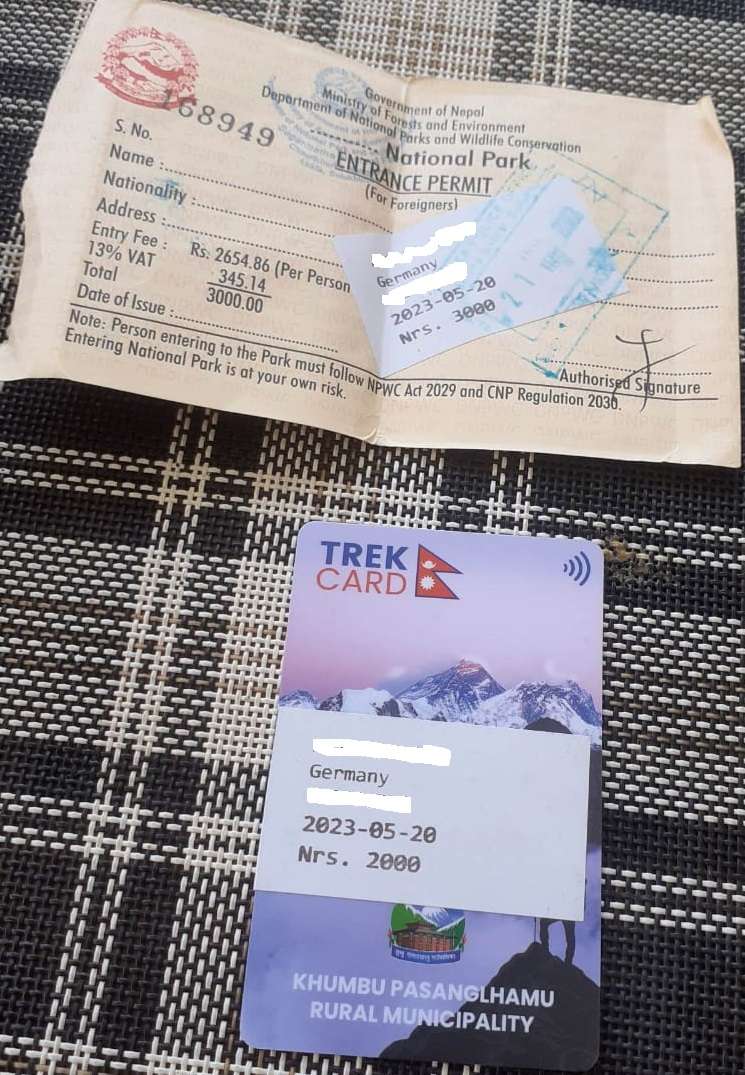 168949
Government of Nepal
Ministry of Forests and Environment
Department of National Parks and Wildlife Conservation
National Park
ENTRANCE PERMIT
(For Foreigners)
S. No.
Name :
Nationality :
Address :
Entry Fee : Rs. 2654.86 (Per Person
13% VAT 345.14
Total 3000.00
Date of Issue :
Germany
2023-05-20
Nrs. 3000
Authorised Signature
Note: Person entering to the Park must follow NPWC Act 2029 and CNP Regulation 2030.
Entering National Park is at your own risk.
TREK
CARD
Germany
2023-05-20
Nrs. 2000
KHUMBU PASANGLHAMU
RURAL MUNICIPALITY